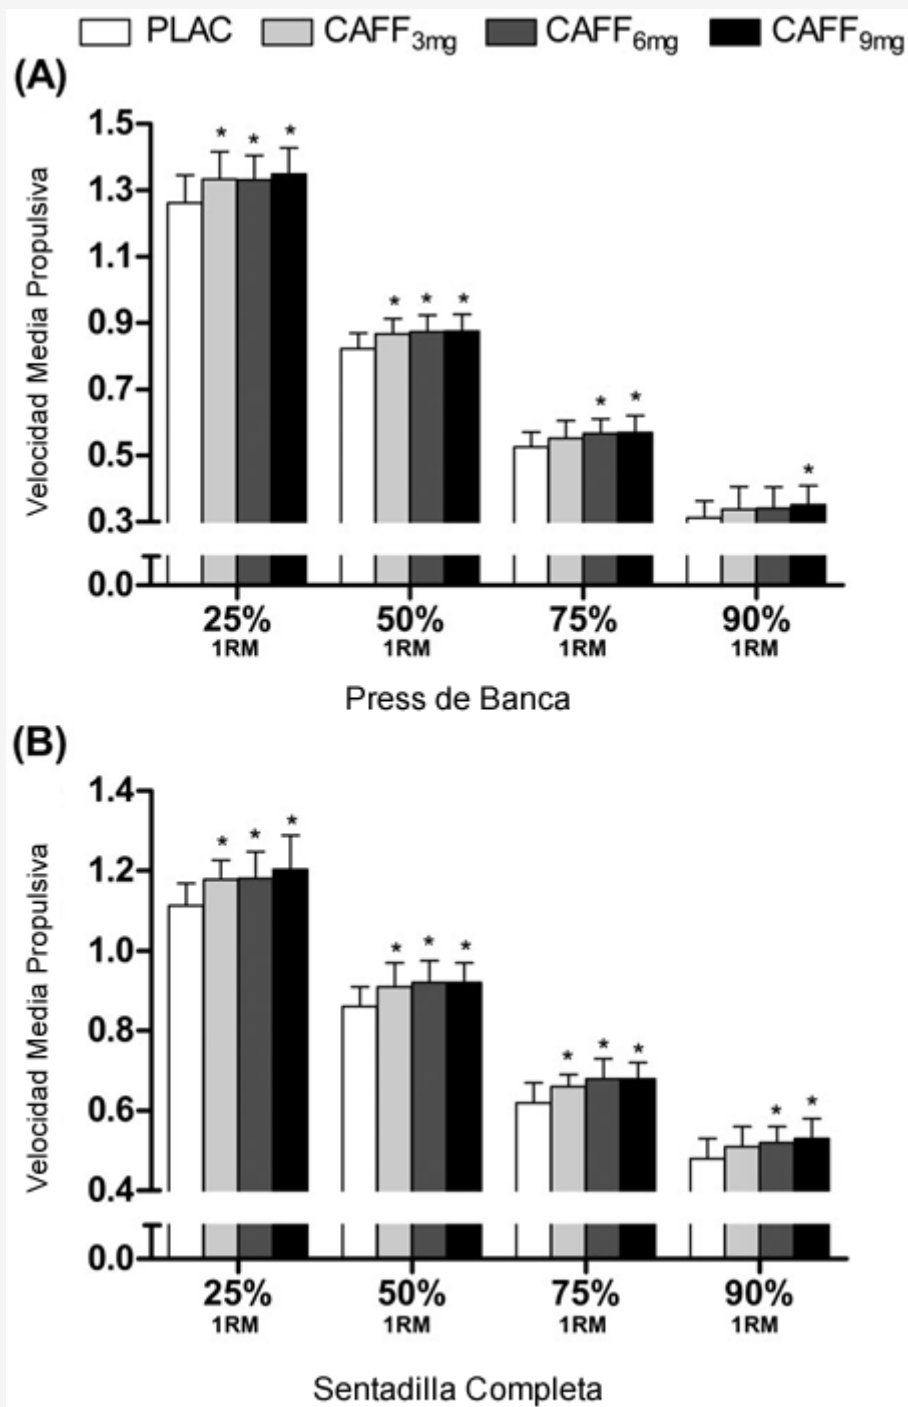 PLAC CAFF3mg CAFF6mg CAFF9mg
(A)
Velocidad Media Propulsiva
1.5
* * *
1.3
1.1
0.9
* * *
0.7
* *
0.5
*
0.3
0.0
25% 50% 75% 90%
1RM 1RM 1RM 1RM
Press de Banca
(B)
Velocidad Media Propulsiva
1.4
* * *
1.2
1.0
* * *
0.8
* * *
0.6
* *
0.4
0.0
25% 50% 75% 90%
1RM 1RM 1RM 1RM
Sentadilla Completa